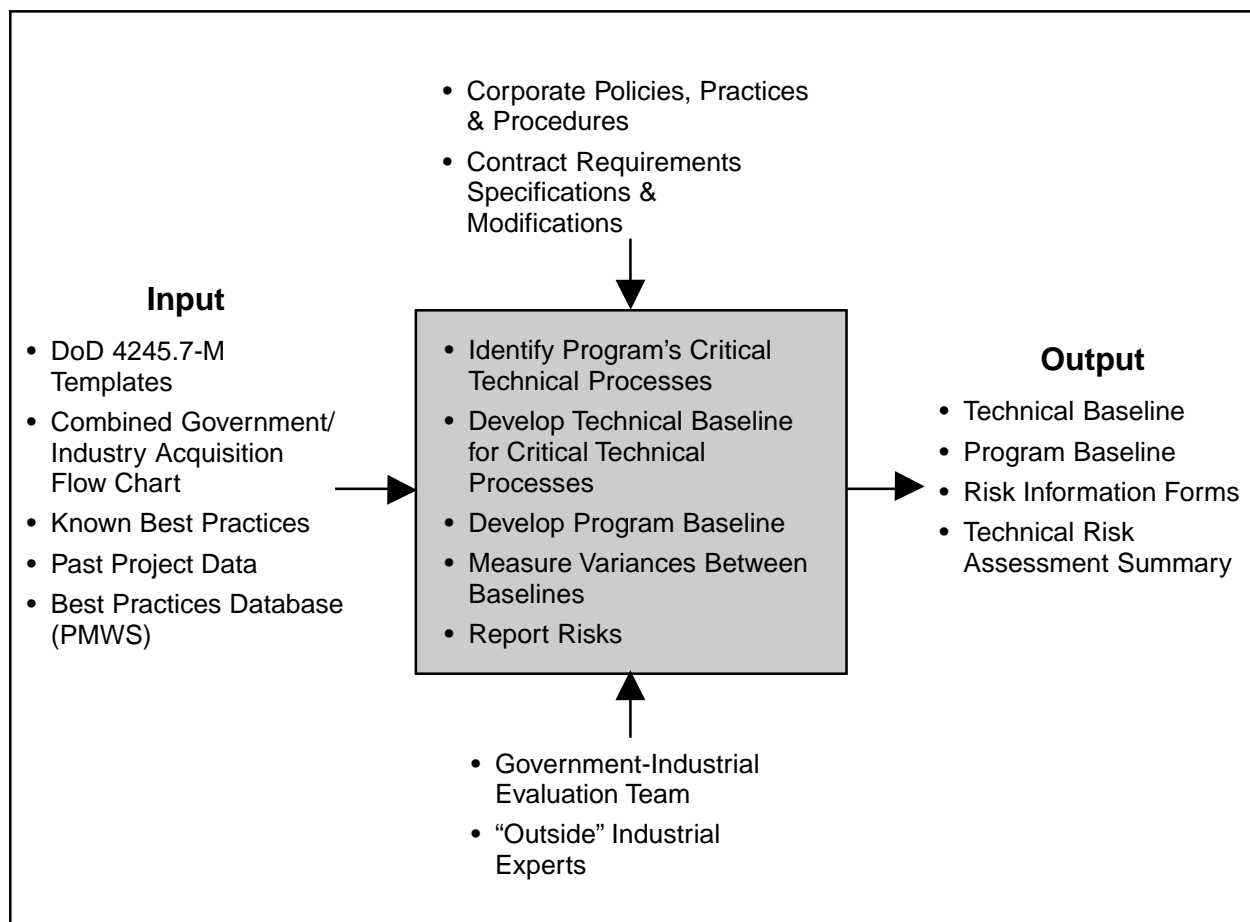 • Corporate Policies, Practices
& Procedures
• Contract Requirements
Specifications &
Modifications
Input
• DoD 4245.7-M
Templates
• Combined Government/
Industry Acquisition
Flow Chart
• Known Best Practices
• Past Project Data
• Best Practices Database
(PMWS)
• Identify Program’s Critical
Technical Processes
• Develop Technical Baseline
for Critical Technical
Processes
• Develop Program Baseline
• Measure Variances Between
Baselines
• Report Risks
Output
• Technical Baseline
• Program Baseline
• Risk Information Forms
• Technical Risk
Assessment Summary
• Government-Industrial
Evaluation Team
• “Outside” Industrial
Experts